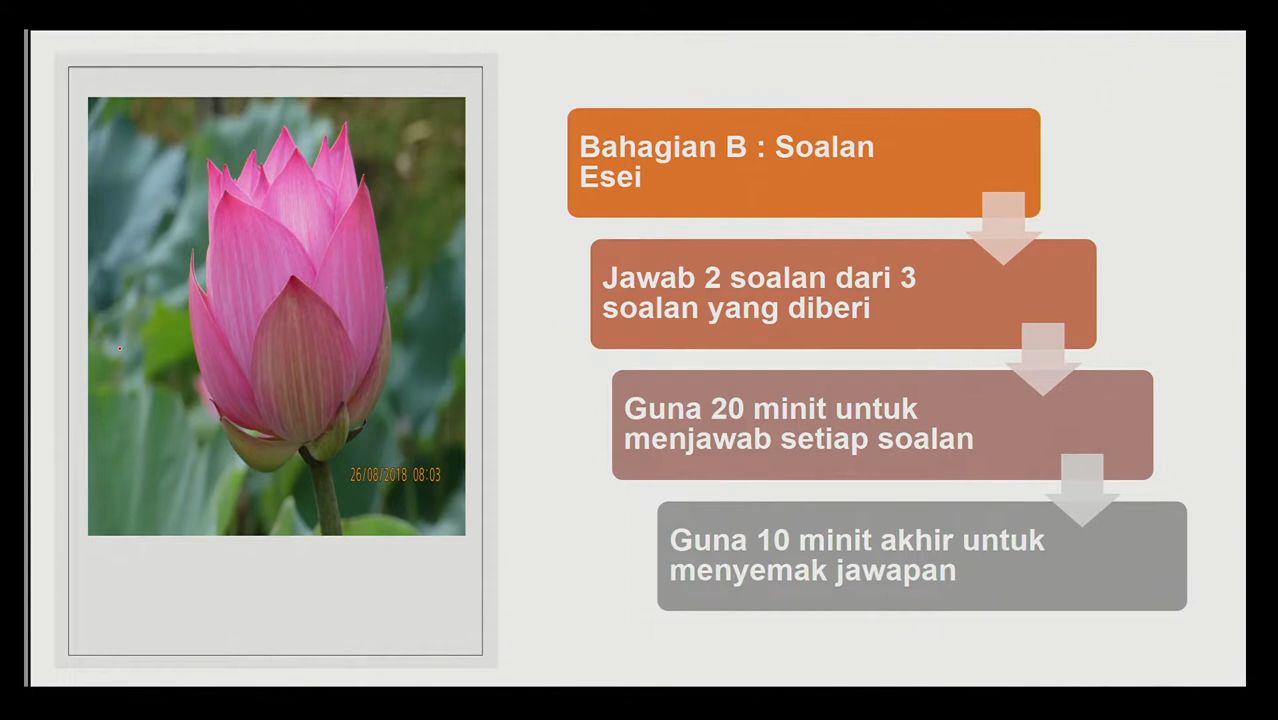 Bahagian B : Soalan
Esei
Jawab 2 soalan dari 3
soalan yang diberi
Guna 20 minit untuk
menjawab setiap soalan
26/08/2018 08:03
Guna 10 minit akhir untuk
menyemak jawapan